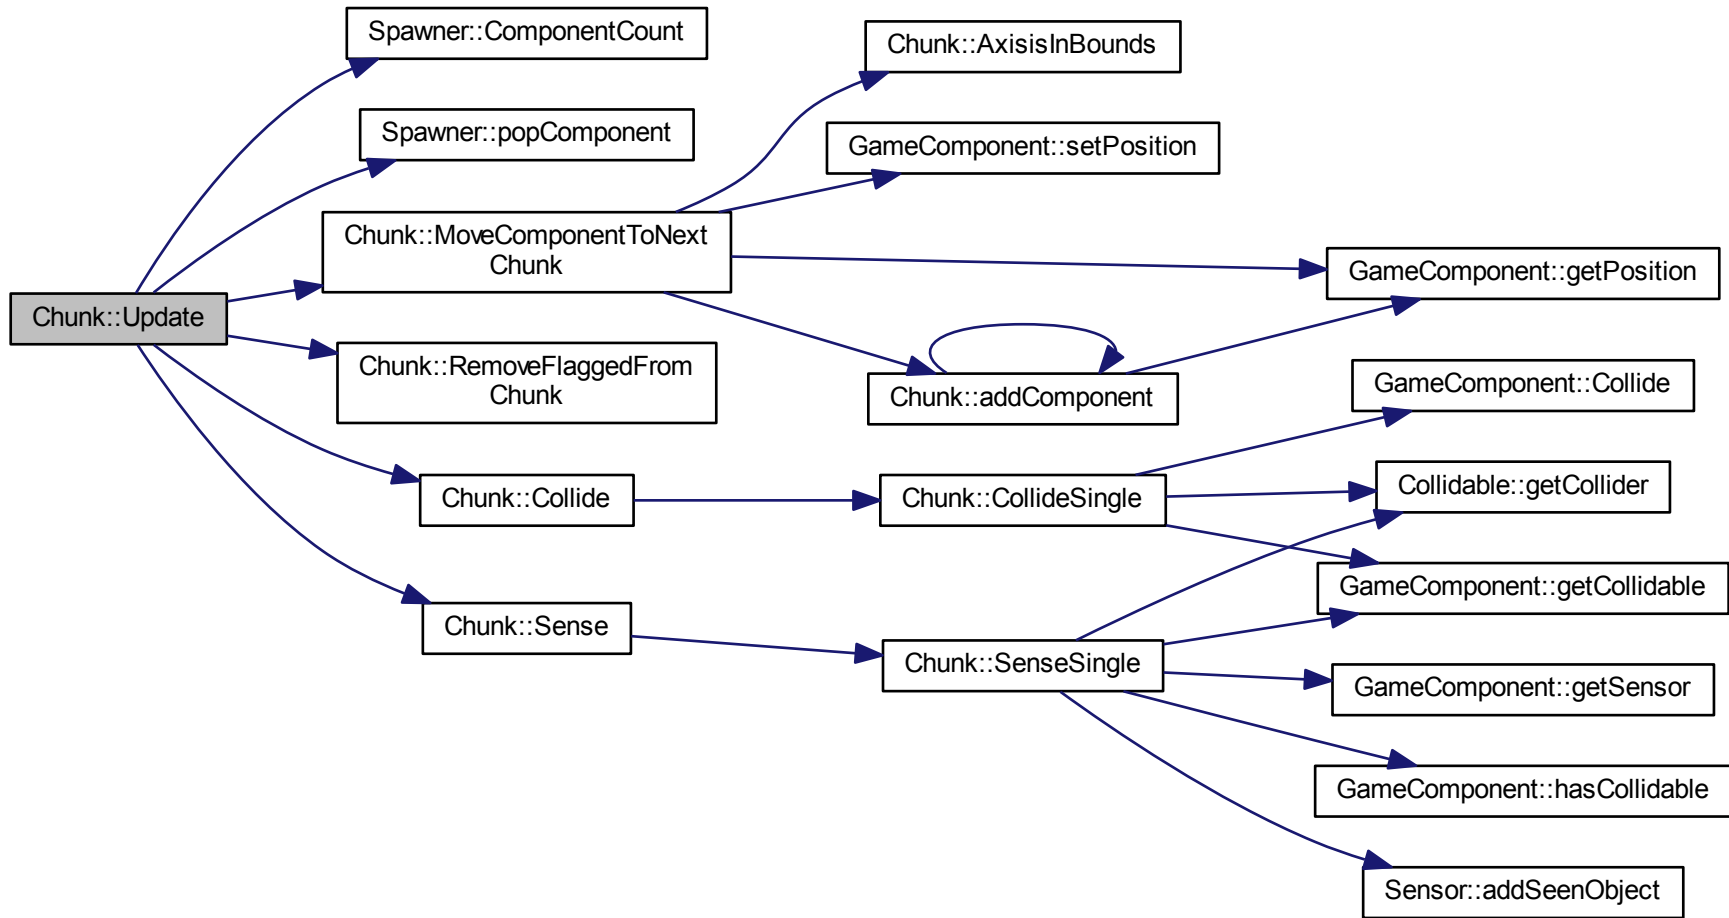 Spawner::ComponentCount
Chunk::AxisisInBounds
Spawner::popComponent
GameComponent::setPosition
Chunk::MoveComponentToNext
Chunk
GameComponent::getPosition
Chunk::Update
Chunk::RemoveFlaggedFrom
Chunk
Chunk::addComponent
GameComponent::Collide
Chunk::Collide
Chunk::CollideSingle
Collidable::getCollider
GameComponent::getCollidable
Chunk::Sense
Chunk::SenseSingle
GameComponent::getSensor
GameComponent::hasCollidable
Sensor::addSeenObject